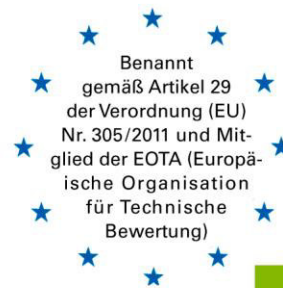 Benannt
gemäß Artikel 29
der Verordnung (EU)
Nr. 305/2011 und Mit-
glied der EOTA (Europä-
ische Organisation
für Technische
Bewertung)